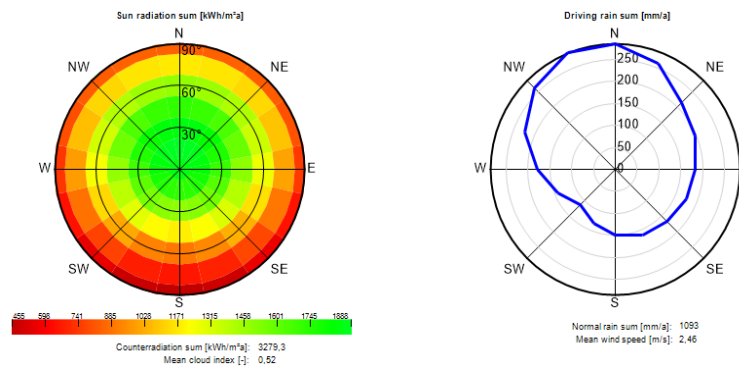 Sun radiation sum [kWh/m²a]
N
90°
NW
NE
60°
30°
W
E
SW
SE
S
455 598 741 885 1028 1171 1315 1458 1601 1745 1888
Counterradiation sum [kWh/m²a]: 3279,3
Mean cloud index [-]: 0,52
Driving rain sum [mm/a]
N
250
NW
NE
200
150
100
50
W
0
E
SW
SE
S
Normal rain sum [mm/a]: 1093
Mean wind speed [m/s]: 2,46